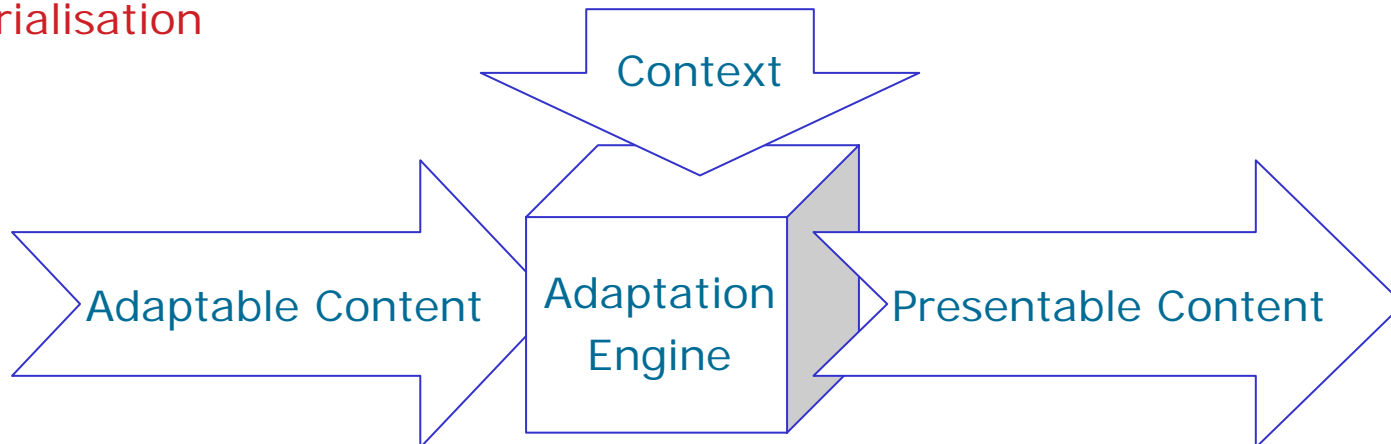 rialisation
Context
Adaptable Content
Adaptation
Engine
Presentable Content